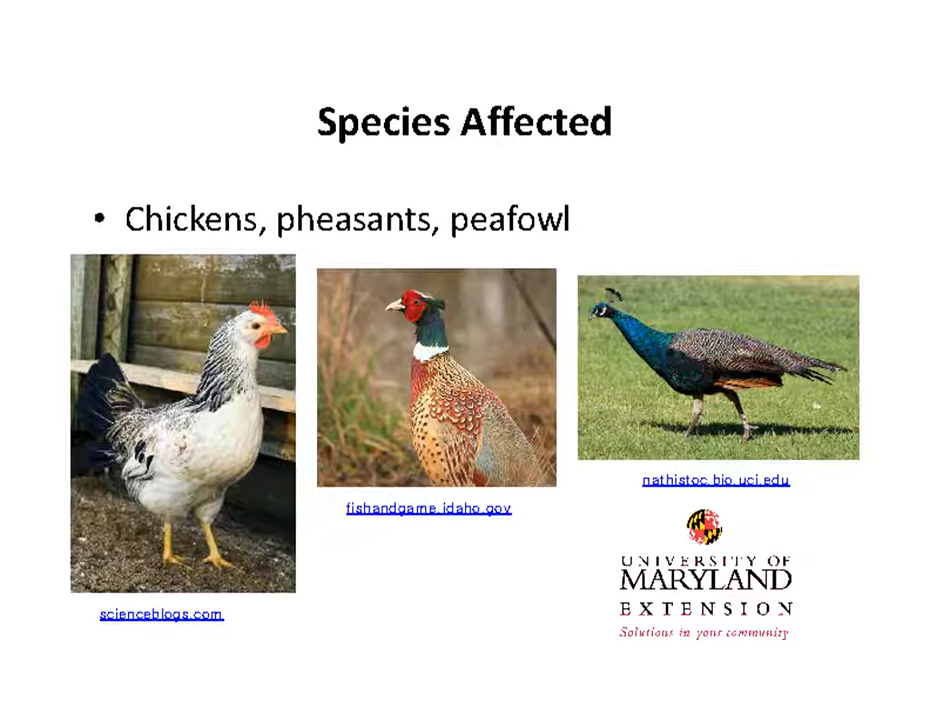 Species Affected
• Chickens, pheasants, peafowl
nathistoc.bio.uci.edu
fishandgame.idaho.gov
scienceblogs.com
UNIVERSITY OF
MARYLAND
EXTENSION
Solutions in your community